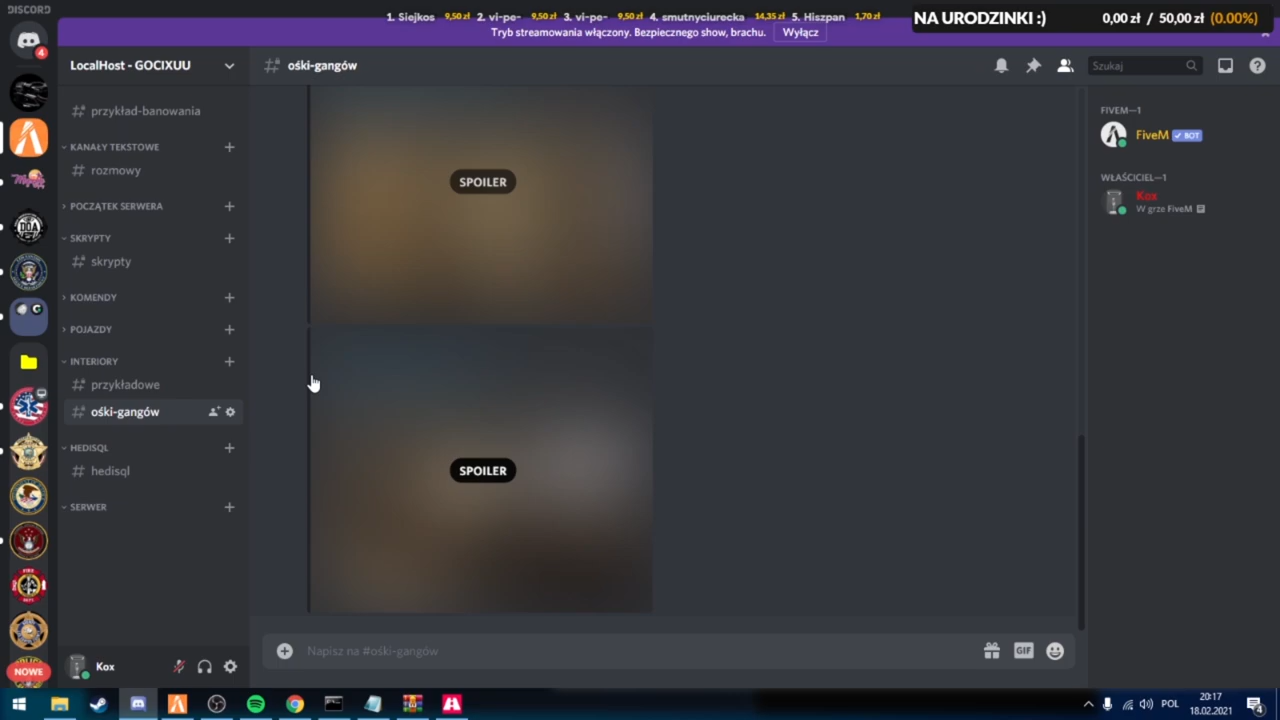 DISCORD
1. Siejkos 9,50 zł 2. vi-pe- 9,50 zł 3. vi-pe- 9,50 zł 4. smutnyciurecka 14,35 zł 5. Hiszpan 1,70 zł
NA URODZINKI :) 0,00 zł / 50,00 zł (0.00%)
Tryb streamowania włączony. Bezpiecznego show, brachu. Wyłącz
4
LocalHost - GOCIXUU
ośki-gangów
Szukaj
przykład-banowania
KANAŁY TEKSTOWE
rozmowy
POCZĄTEK SERWERA
SKRYPTY
skrypty
KOMENDY
POJAZDY
INTERIORY
przykładowe
ośki-gangów
HEDISQL
hedisql
SERWER
SPOILER
SPOILER
FIVEM—1
FiveM BOT
WŁAŚCICIEL—1
Kox
W grze FiveM
Napisz na #ośki-gangów
GIF
Kox
NOWE
POL
20:17
18.02.2021
4